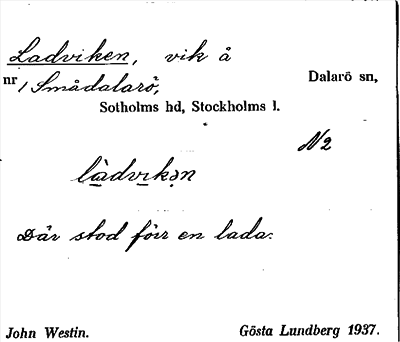 Ladviken, vik å
nr 1 Smådalarö, Dalarö sn,
Sotholms hd, Stockholms l.
N2
làdvikən
Där stod förr en lada.
John Westin. Gösta Lundberg 1937.